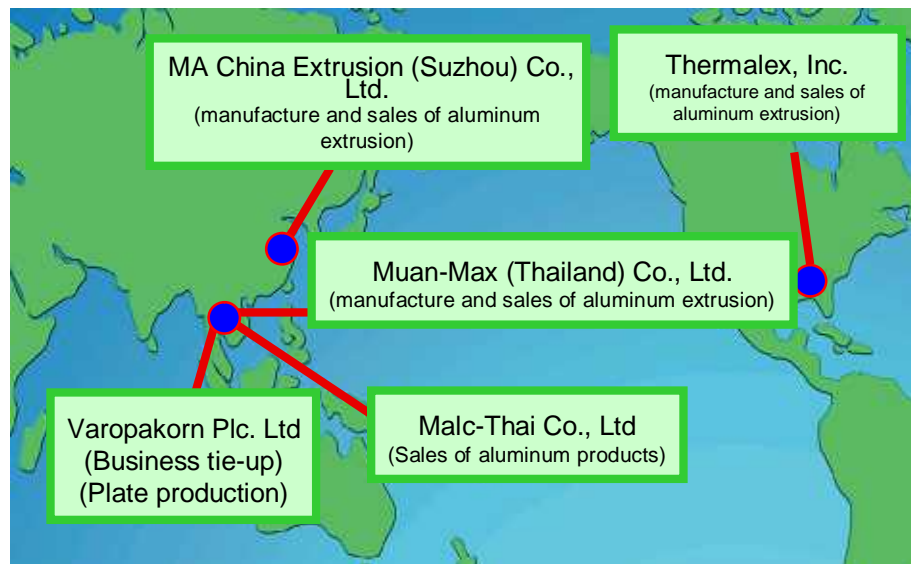 MA China Extrusion (Suzhou) Co.,
Ltd.
(manufacture and sales of aluminum
extrusion)
Thermalex, Inc.
(manufacture and sales of
aluminum extrusion)
Muan-Max (Thailand) Co., Ltd.
(manufacture and sales of aluminum extrusion)
Varopakorn Plc. Ltd
(Business tie-up)
(Plate production)
Malc-Thai Co., Ltd
(Sales of aluminum products)